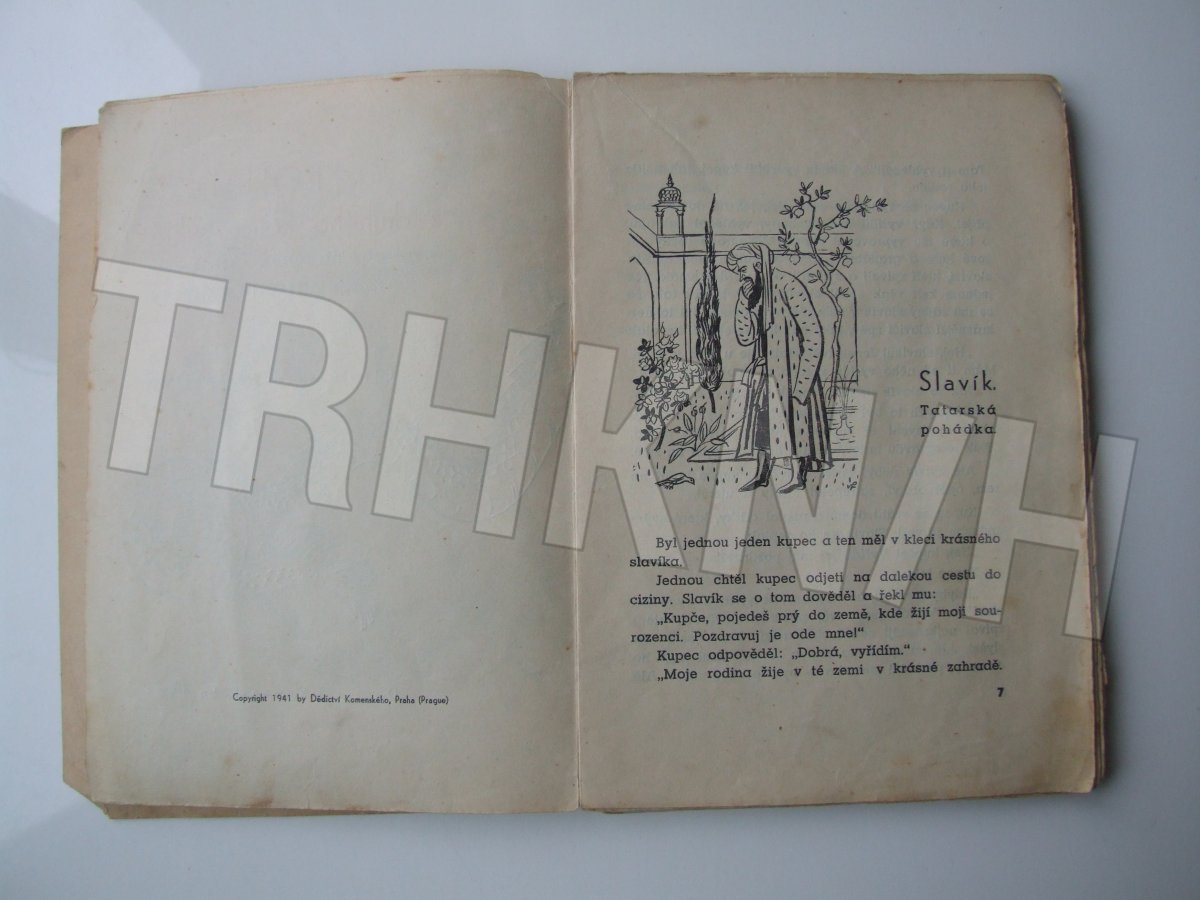 Copyright 1941 by Dědictví Komenského, Praha (Prague)
Slavík.
Tatarská
pohádka.
Byl jednou jeden kupec a ten měl v kleci krásného
slavíka.
Jednou chtěl kupec odjeti na dalekou cestu do
ciziny. Slavík se o tom dověděl a řekl mu:
„Kupče, pojedeš prý do země, kde žijí moji sou-
rozenci. Pozdravuj je ode mne!"
Kupec odpověděl: „Dobrá, vyřídím."
„Moje rodina žije v té zemi v krásné zahradě.
7
TRHKNIH